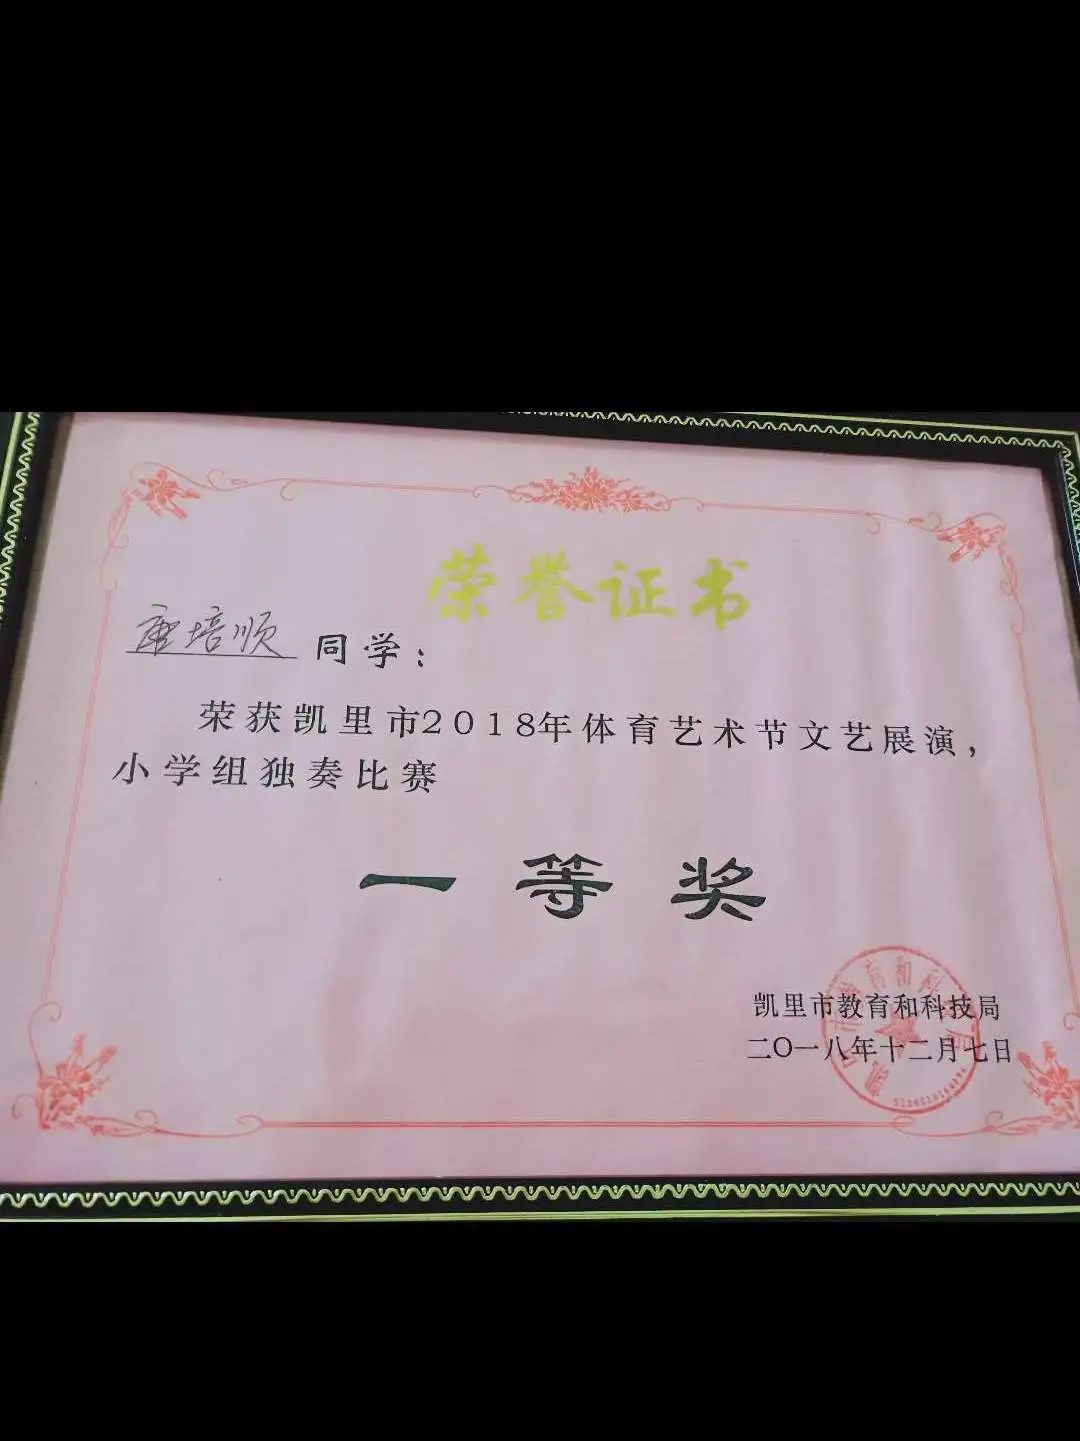 荣誉证书
唐培顺 同学：
荣获凯里市2018年体育艺术节文艺展演，
小学组独奏比赛
一等奖
凯里市教育和科技局
二〇一八年十二月七日